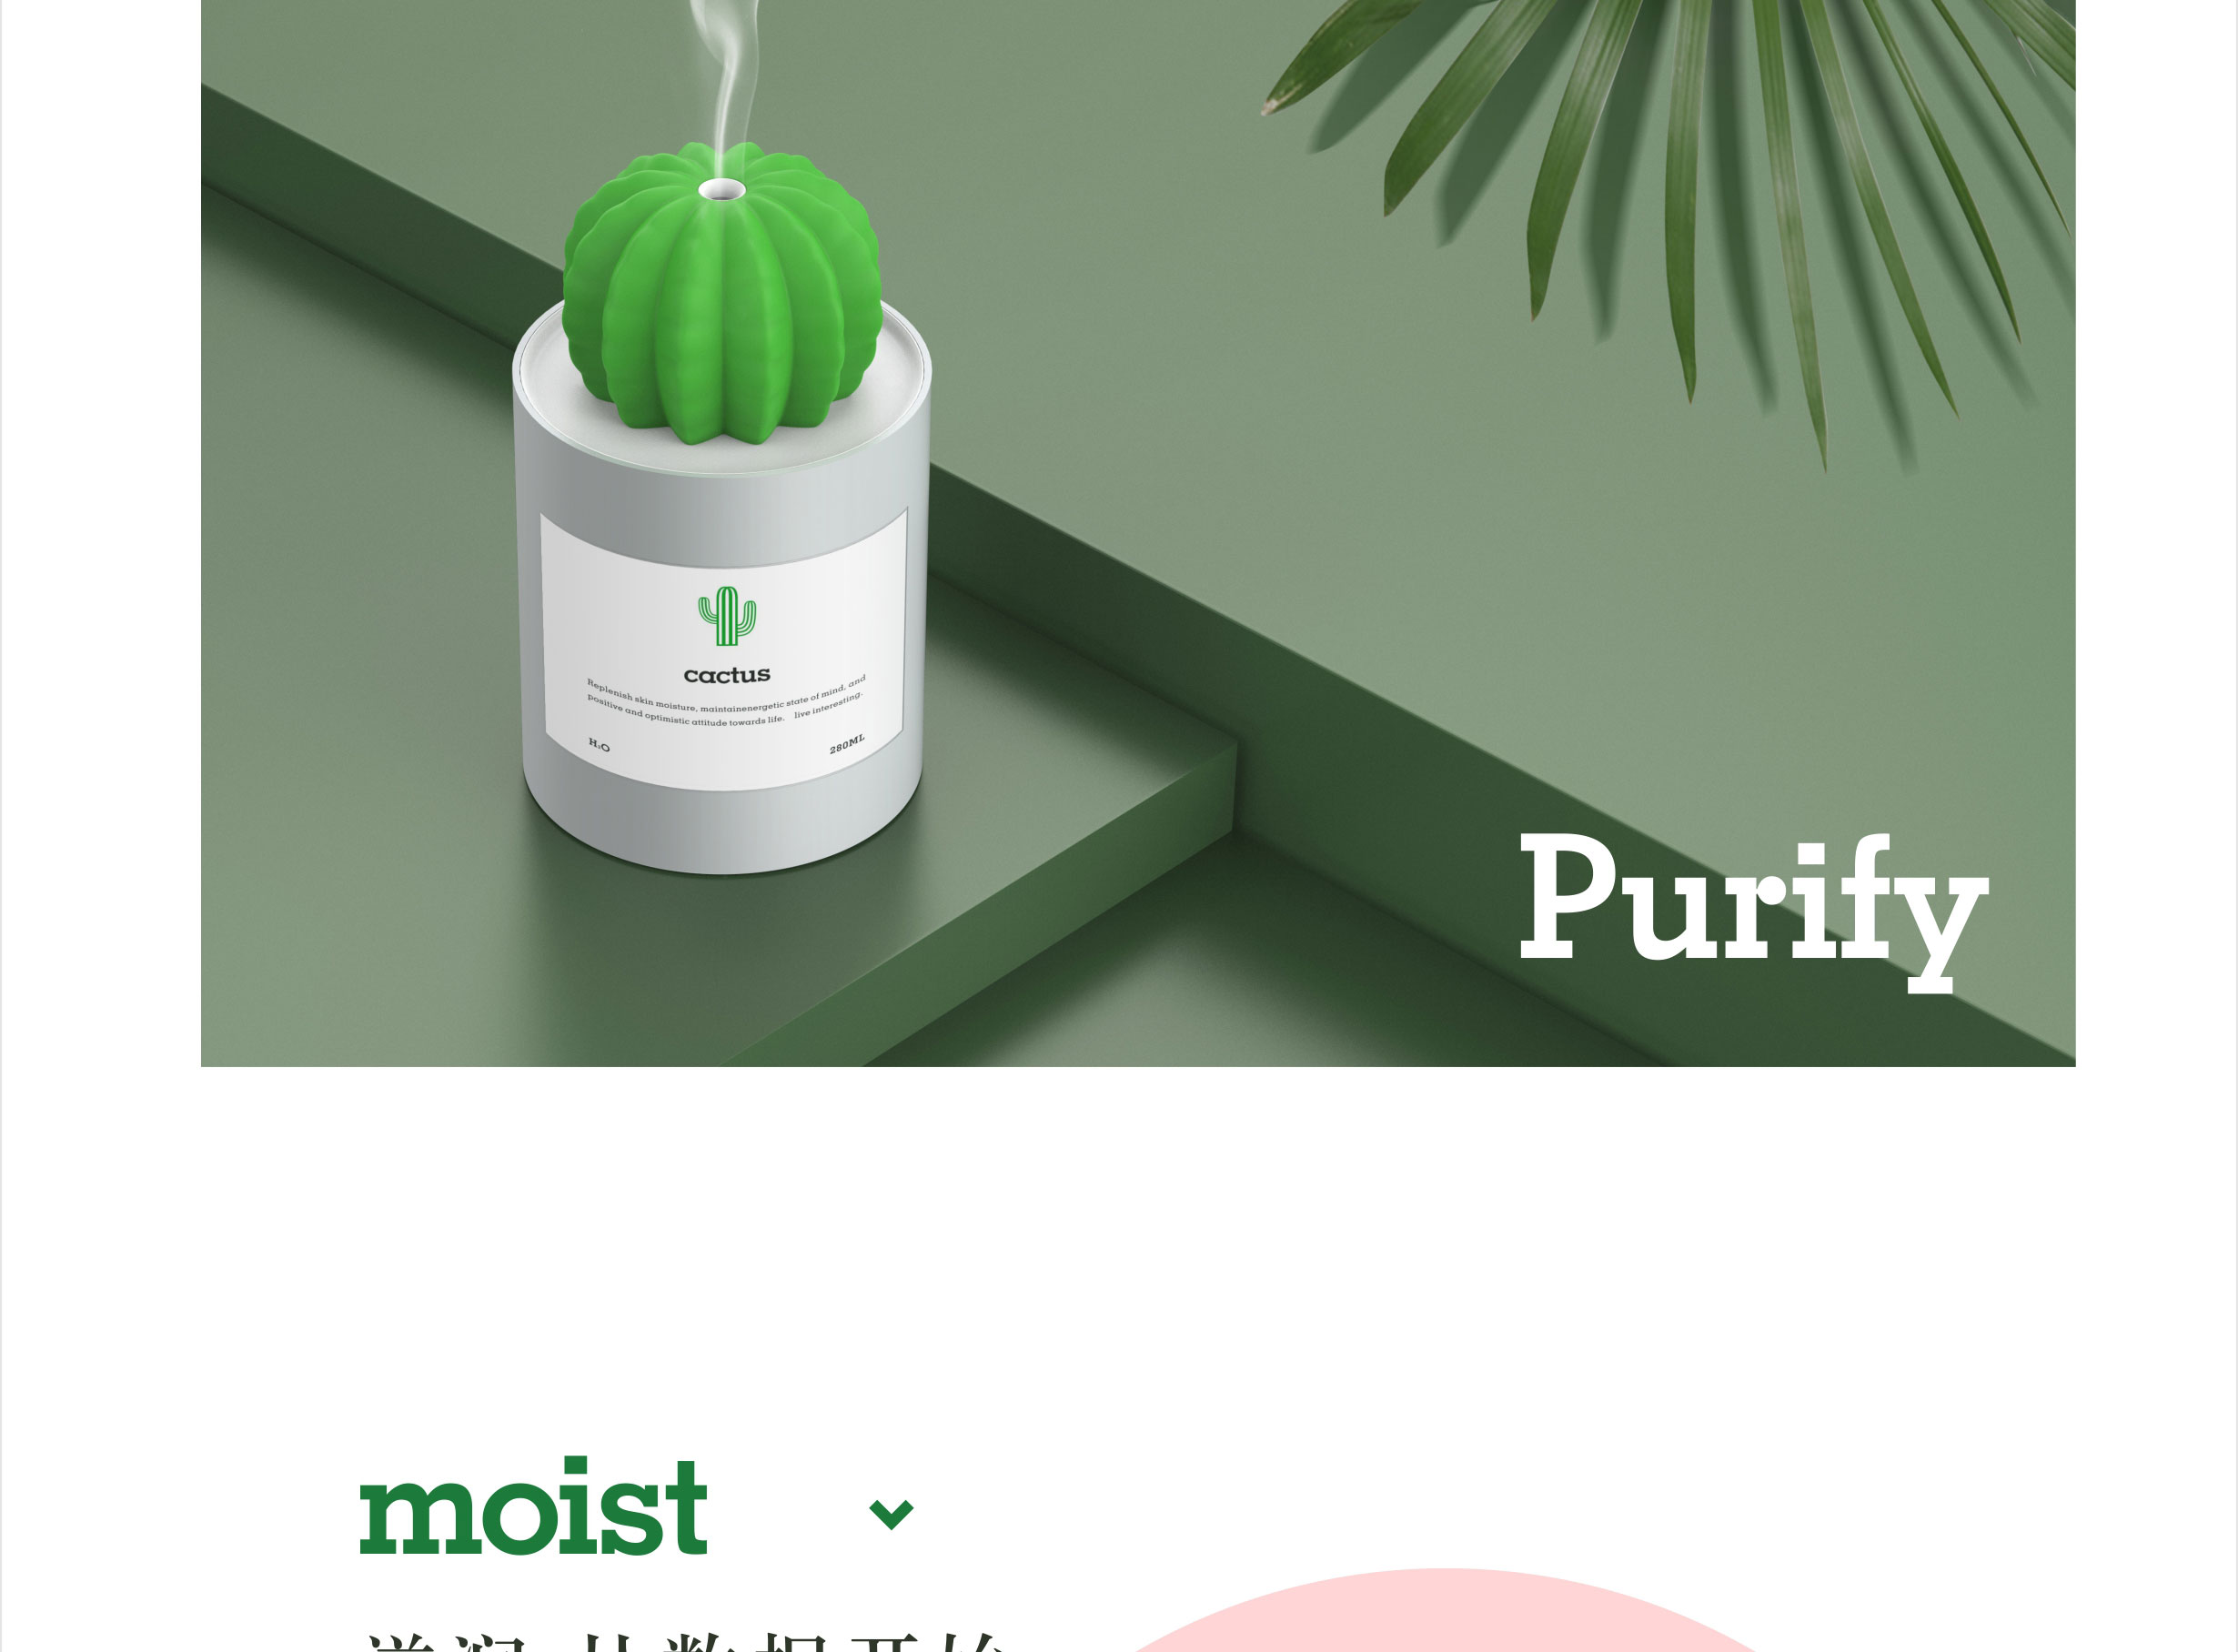 cactus
Replenish skin moisture, maintainenergetic state of mind, and
positive and optimistic attitude towards life. live interesting.
H₂O
280ML
Purify
moist